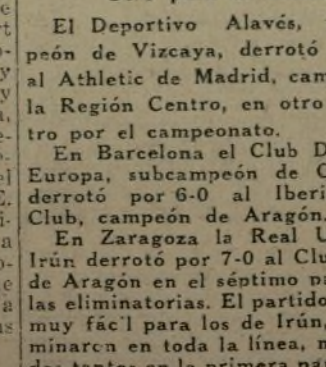 El Deportivo Alavés,
peón de Vizcaya, derrotó
al Athletic de Madrid, cam
la Región Centro, en otro
tro por el campeonato.
En Barcelona el Club D
Europa, subcampeón de C
derrotó por 6-0 al Iberi
Club, campeón de Aragón,
En Zaragoza la Real U
Irún derrotó por 7-0 al Clu
de Aragón en el séptimo pa
las eliminatorias. El partido
muy fác'l para los de Irún,
minaron en toda la línea, m